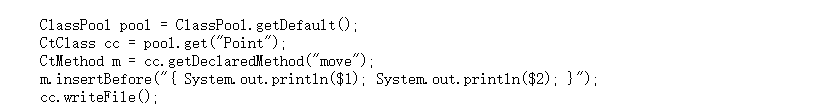 ClassPool pool = ClassPool.getDefault();
CtClass cc = pool.get("Point");
CtMethod m = cc.getDeclaredMethod("move");
m.insertBefore("{ System.out.println($1); System.out.println($2); }");
cc.writeFile();